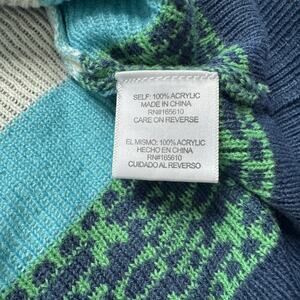 SELF: 100% ACRYLIC
MADE IN CHINA
RN#165610
CARE ON REVERSE
EL MISMO: 100% ACRYLIC
HECHO EN CHINA
RN#165610
CUIDADO AL REVERSO